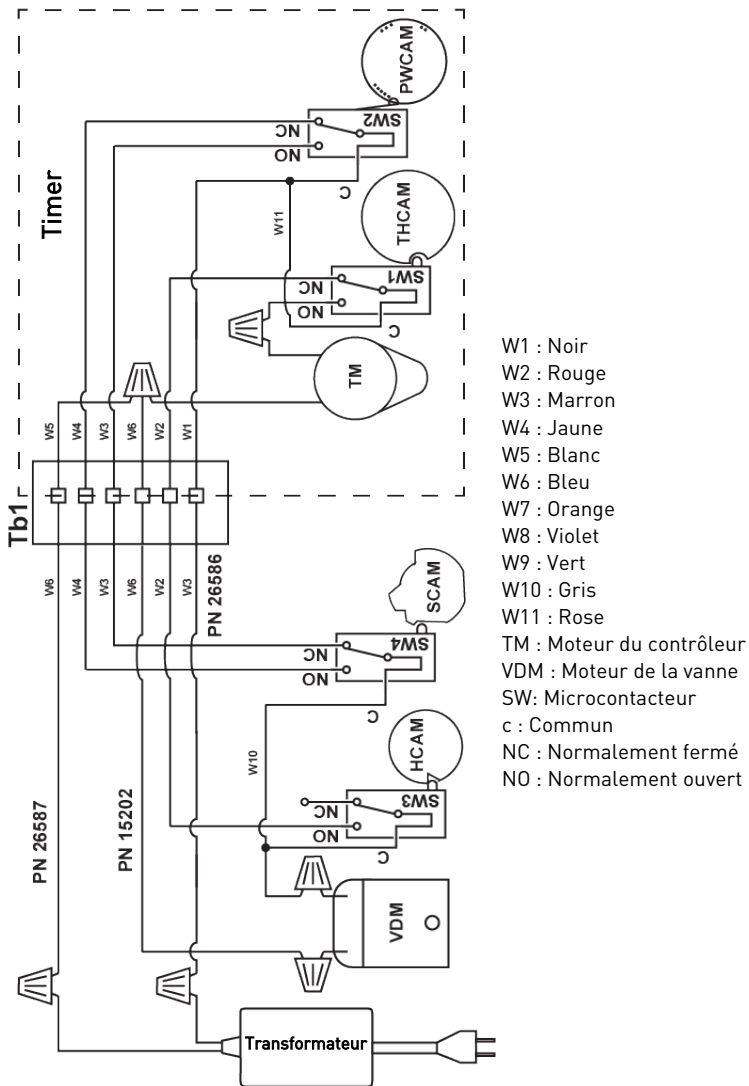 Timer
PWCAM
SW2
NC
NO
C
W11
THCAM
SW1
NC
NO
C
TM
W5
W4
W3
W6
W2
W1
Tb1
W6
W4
W3
W6
W2
W3
PN 26586
SCAM
SW4
NC
NO
C
W10
HCAM
SW3
NC
NO
C
PN 26587
PN 15202
VDM
Transformateur
W1 : Noir
W2 : Rouge
W3 : Marron
W4 : Jaune
W5 : Blanc
W6 : Bleu
W7 : Orange
W8 : Violet
W9 : Vert
W10 : Gris
W11 : Rose
TM : Moteur du contrôleur
VDM : Moteur de la vanne
SW: Microcontacteur
c : Commun
NC : Normalement fermé
NO : Normalement ouvert